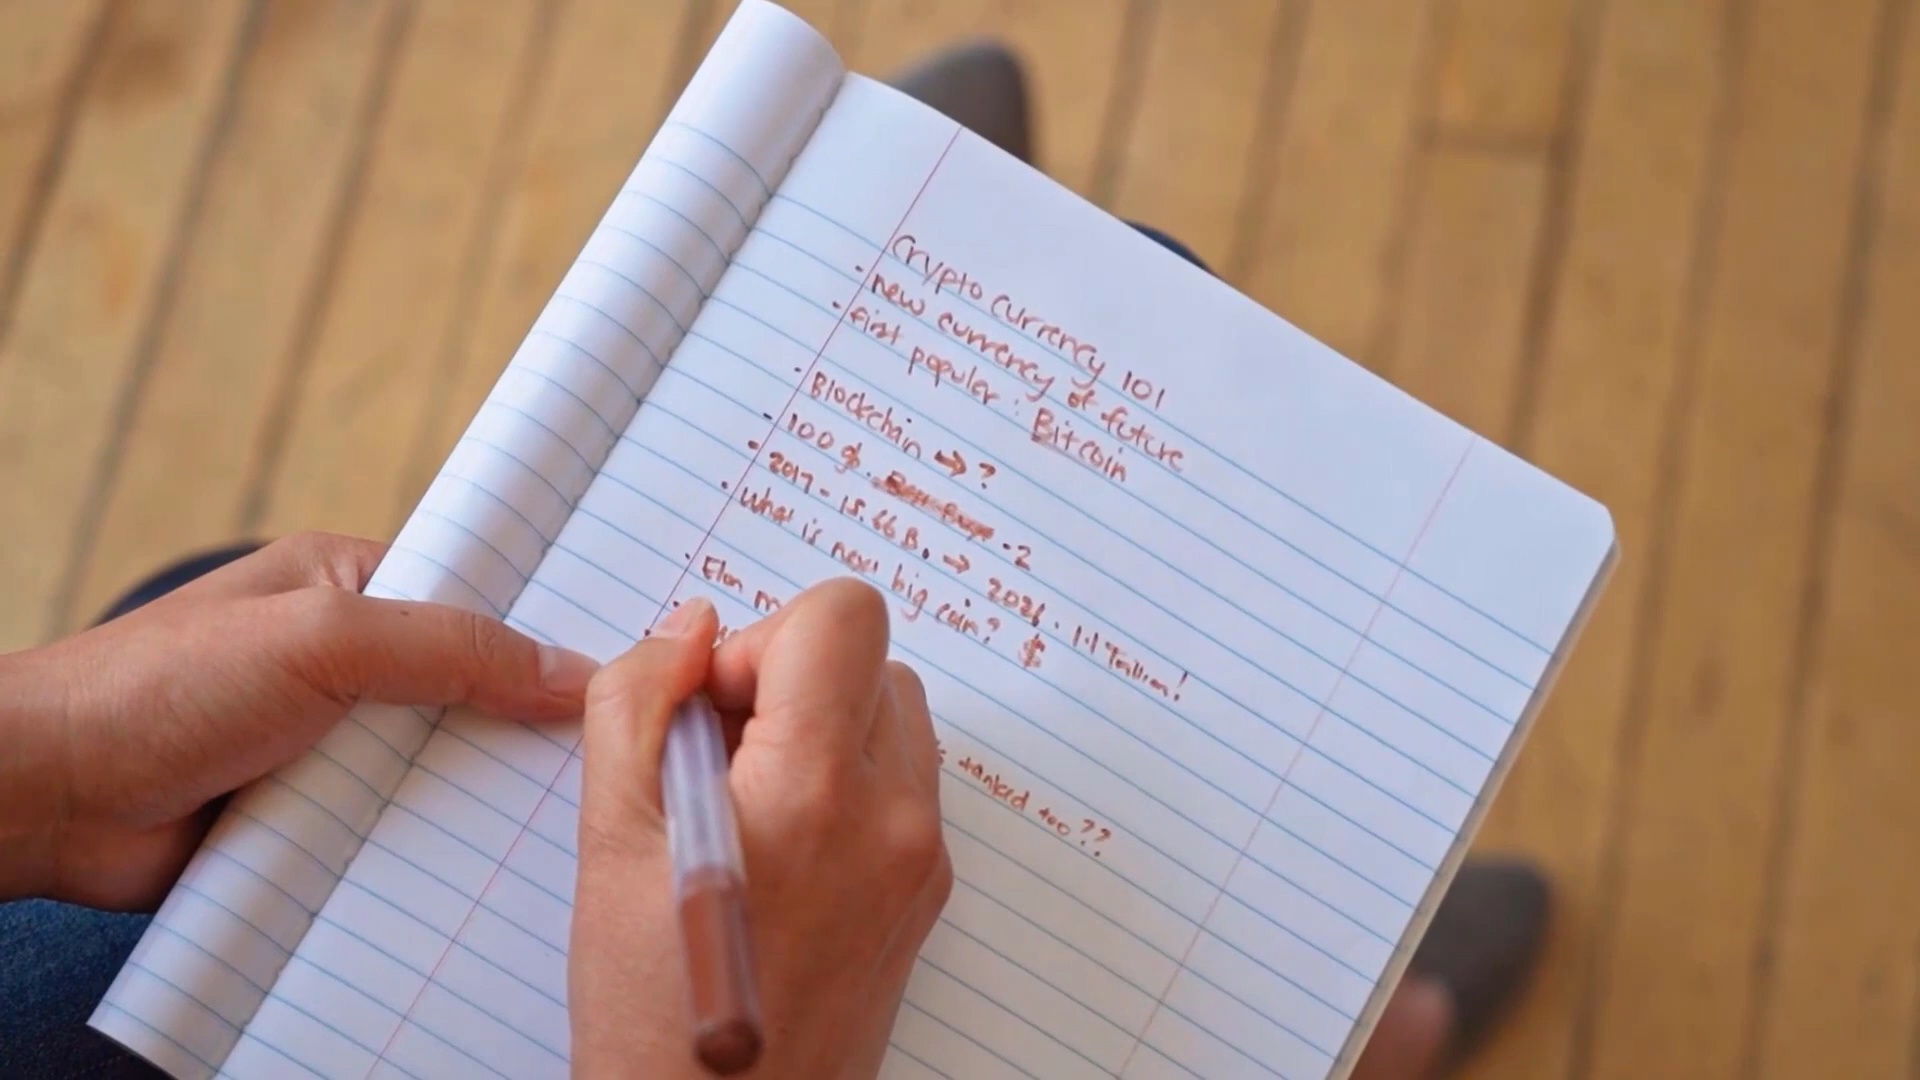 Crypto Currency 101
- new currency of future
- first popular : Bitcoin
- Blockchain → ?
- 100 % - 2
- 2017 - 15.66 B. → 2021. 1.1 Trillion!
- What is next big coin? $
- Elon m
tanked too??